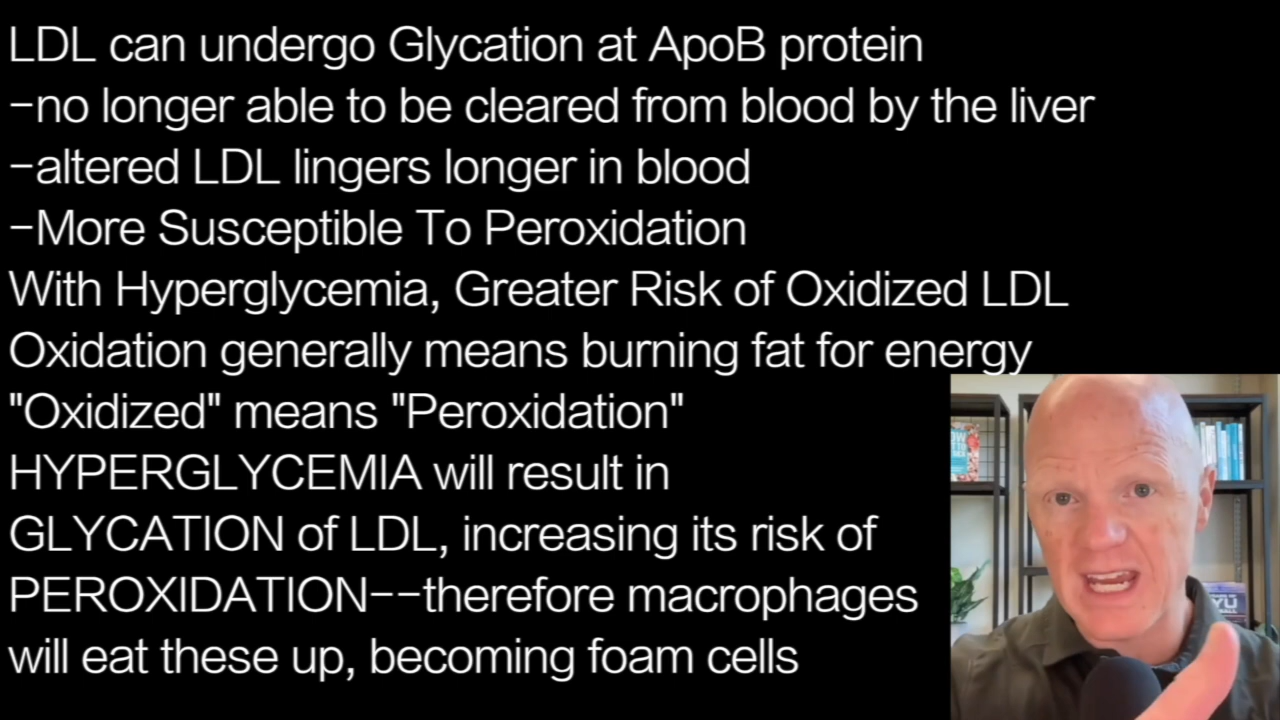 LDL can undergo Glycation at ApoB protein
-no longer able to be cleared from blood by the liver
-altered LDL lingers longer in blood
-More Susceptible To Peroxidation
With Hyperglycemia, Greater Risk of Oxidized LDL
Oxidation generally means burning fat for energy
"Oxidized" means "Peroxidation"
HYPERGLYCEMIA will result in
GLYCATION of LDL, increasing its risk of
PEROXIDATION--therefore macrophages
will eat these up, becoming foam cells